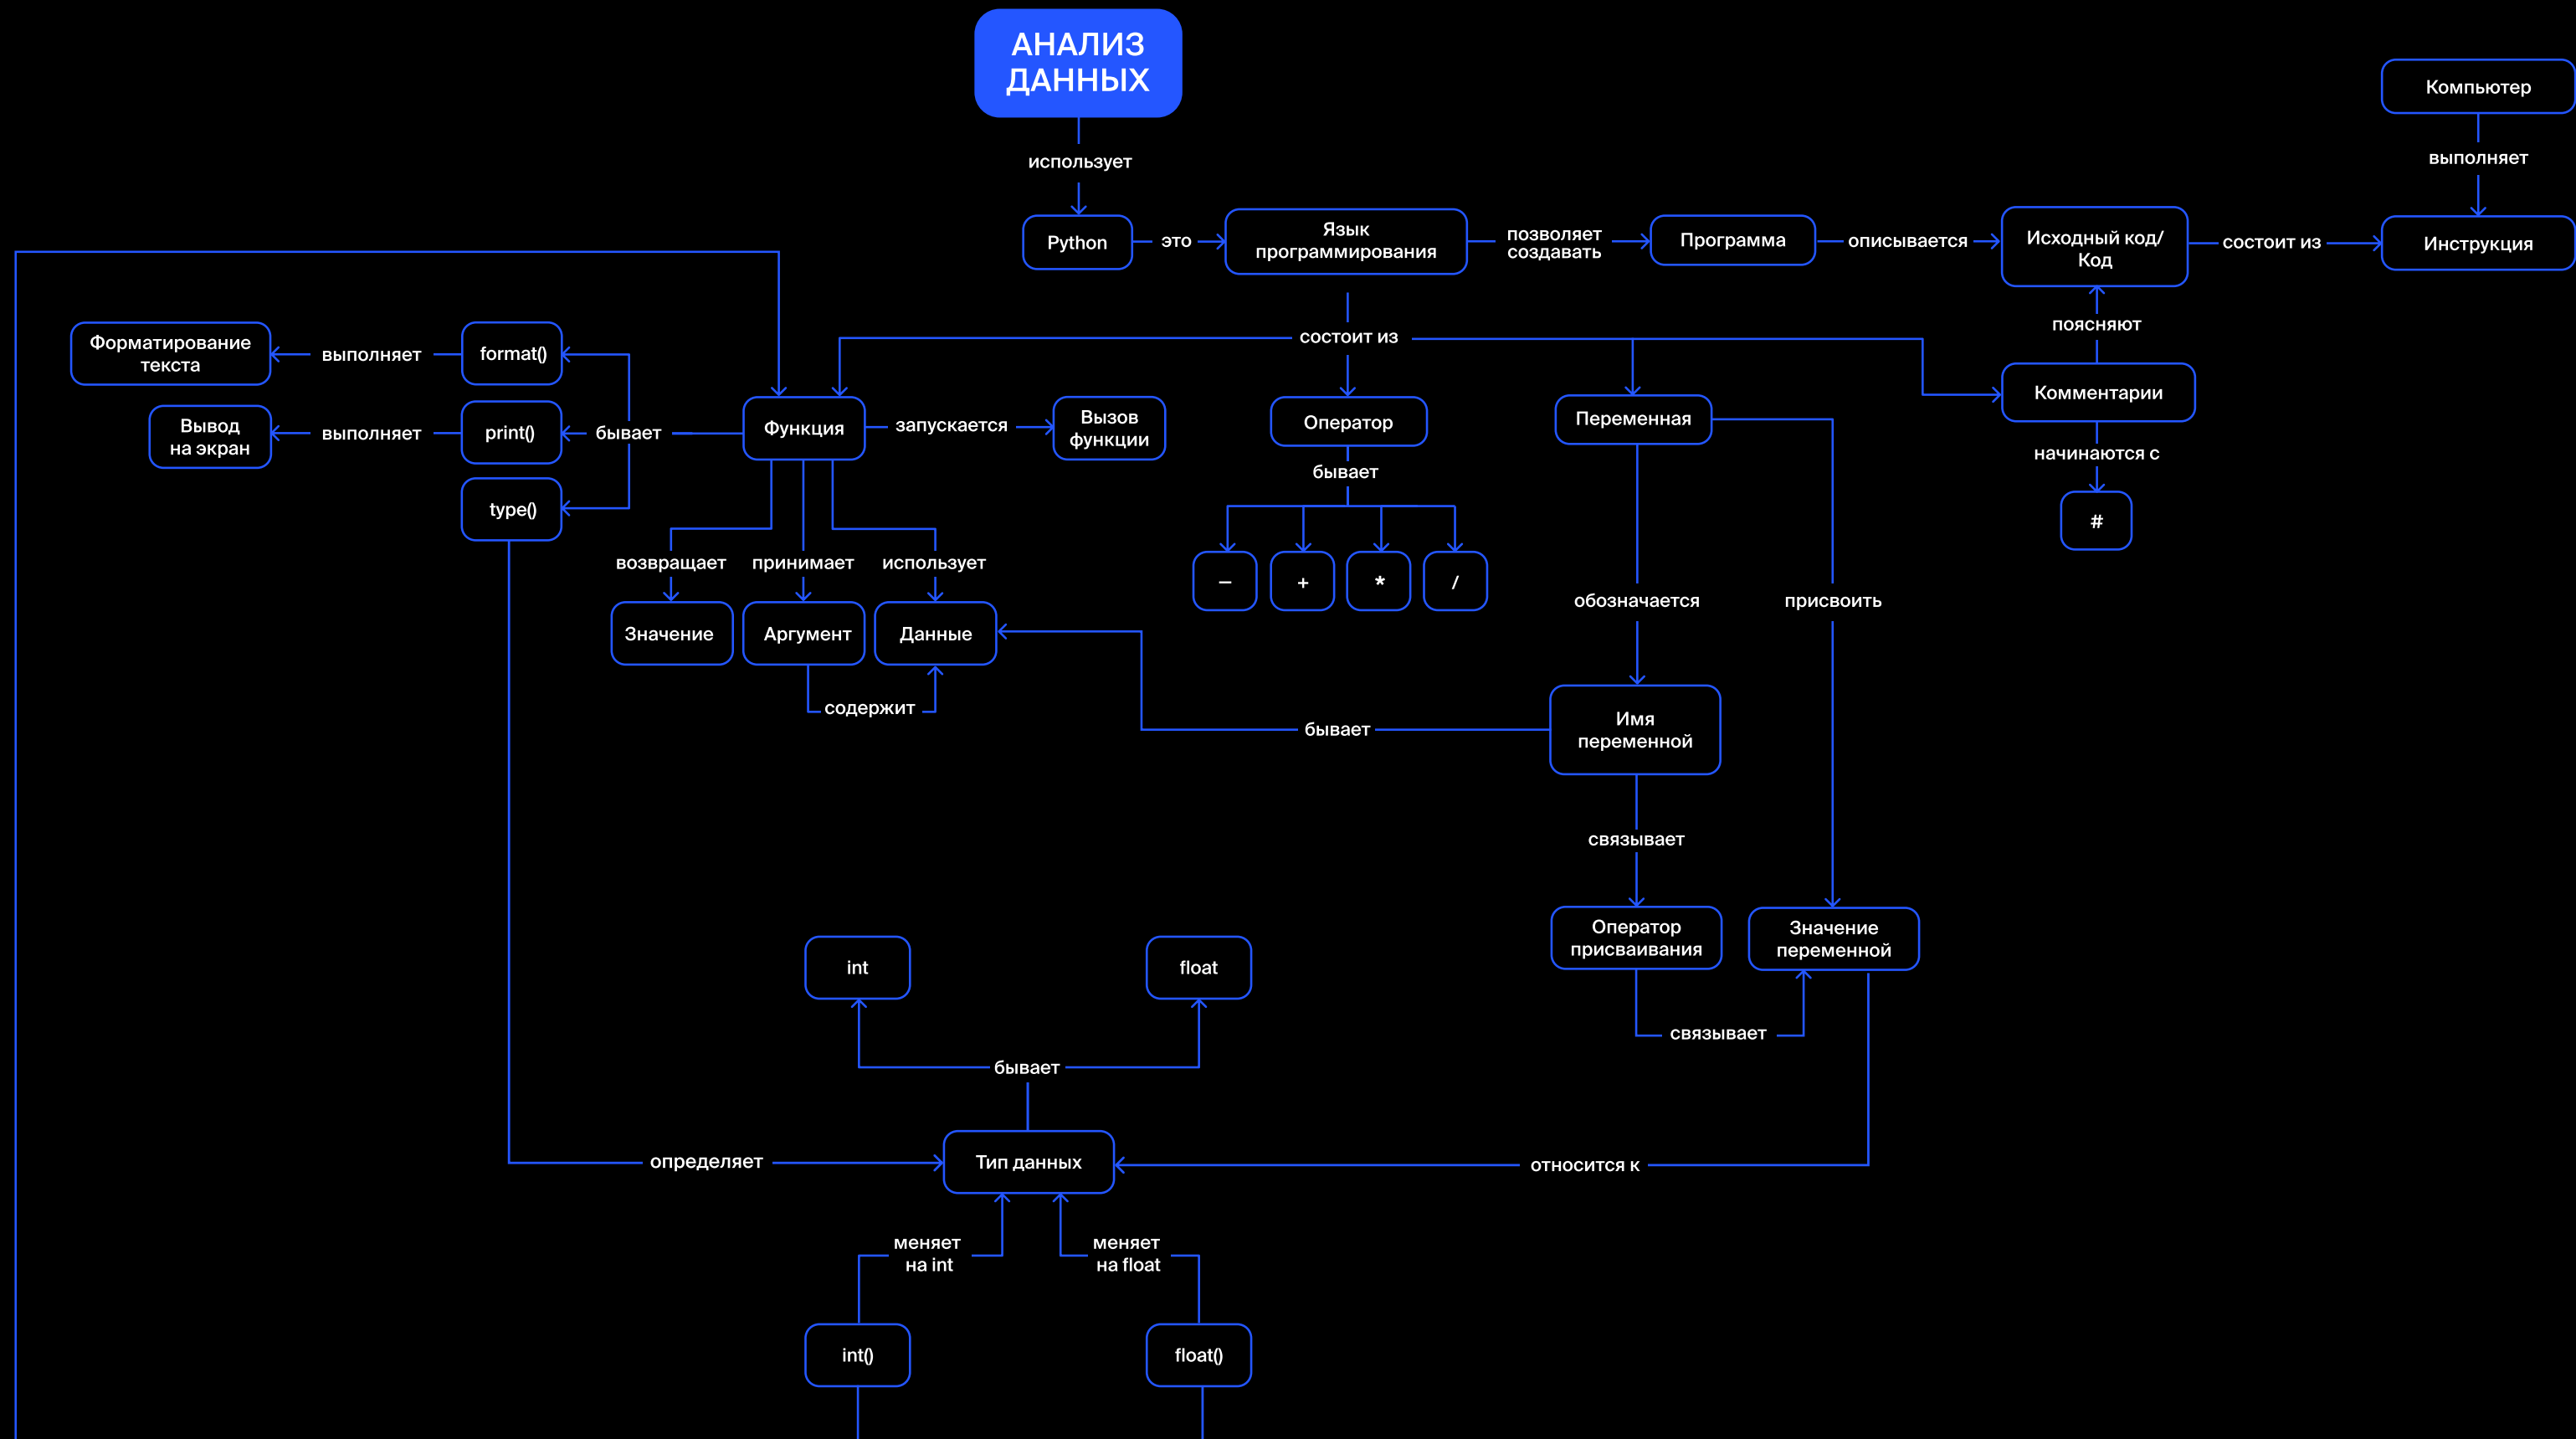 АНАЛИЗ
ДАННЫХ
Компьютер
использует
выполняет
Python
это
Язык
программирования
позволяет
создавать
Программа
описывается
Исходный код/
Код
состоит из
Инструкция
поясняют
состоит из
Форматирование
текста
выполняет
format()
Вывод
на экран
выполняет
print()
бывает
Функция
запускается
Вызов
функции
Оператор
Переменная
Комментарии
начинаются с
бывает
type()
#
возвращает
принимает
использует
–
+
*
/
обозначается
присвоить
Значение
Аргумент
Данные
содержит
бывает
Имя
переменной
связывает
Оператор
присваивания
Значение
переменной
int
float
связывает
бывает
определяет
Тип данных
относится к
меняет
на int
меняет
на float
int()
float()